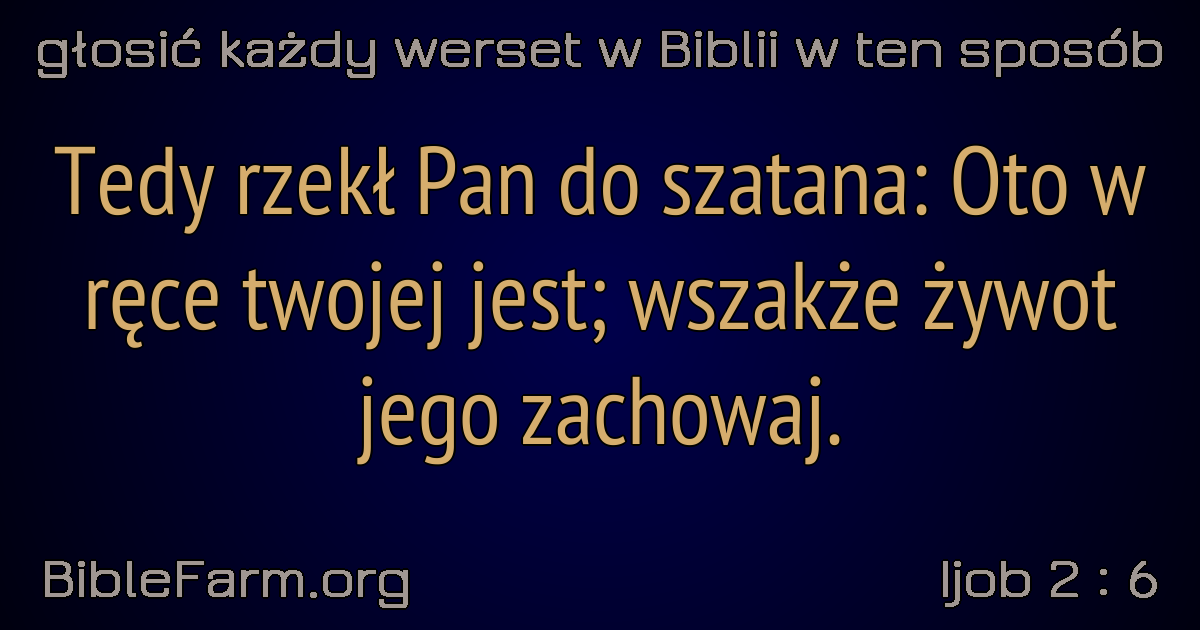 głosić każdy werset w Biblii w ten sposób
Tedy rzekł Pan do szatana: Oto w
ręce twojej jest; wszakże żywot
jego zachowaj.
BibleFarm.org
Ijob 2 : 6